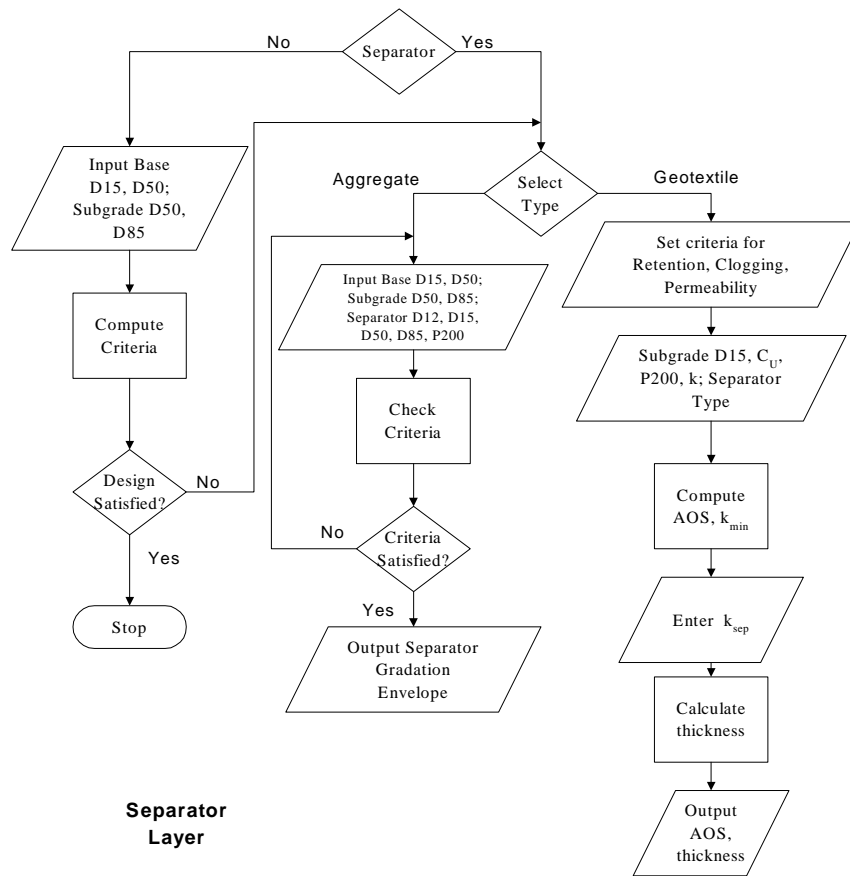 No
Separator
Yes
Input Base
D15, D50;
Subgrade D50,
D85
Compute
Criteria
Design
Satisfied?
No
Yes
Stop
Select
Type
Aggregate
Geotextile
Input Base D15, D50;
Subgrade D50, D85;
Separator D12, D15,
D50, D85, P200
Check
Criteria
Criteria
Satisfied?
No
Yes
Output Separator
Gradation
Envelope
Set criteria for
Retention, Clogging,
Permeability
Subgrade D15, CU,
P200, k; Separator
Type
Compute
AOS, kmin
Enter ksep
Calculate
thickness
Output
AOS,
thickness
Separator
Layer